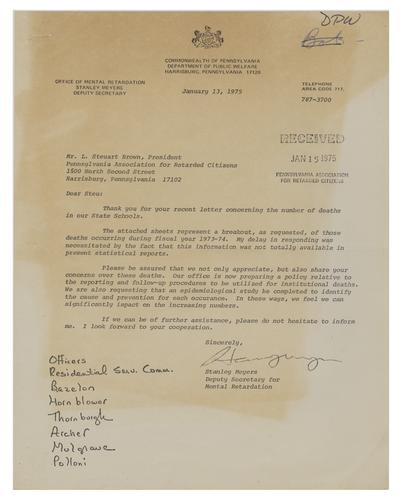 DPW
COMMONWEALTH OF PENNSYLVANIA
DEPARTMENT OF PUBLIC WELFARE
HARRISBURG, PENNSYLVANIA 17120
OFFICE OF MENTAL RETARDATION
STANLEY MEYERS
DEPUTY SECRETARY
January 13, 1975
TELEPHONE
AREA CODE 717,
787-3700
RECEIVED
JAN 15 1975
PENNSYLVANIA ASSOCIATION
FOR RETARDED CITIZENS
Mr. L. Steuart Brown, President
Pennsylvania Association for Retarded Citizens
1500 North Second Street
Harrisburg, Pennsylvania 17102
Dear Steu:
Thank you for your recent letter concerning the number of deaths
in our State Schools.
The attached sheets represent a breakout, as requested, of those
deaths occurring during fiscal year 1973-74. My delay in responding was
necessitated by the fact that this information was not totally available in
present statistical reports.
Please be assured that we not only appreciate, but also share your
concerns over these deaths. Our office is now preparing a policy relative to
the reporting and follow-up procedures to be utilized for institutional deaths.
We are also requesting that an epidemiological study be completed to identify
the cause and prevention for each occurance. In these ways, we feel we can
significantly impact on the increasing numbers.
If we can be of further assistance, please do not hesitate to inform
me. I look forward to your cooperation.
Sincerely,
Stanley Meyers
Deputy Secretary for
Mental Retardation
Officers
Residential Serv. Comm.
Bazelon
Hornblower
Thornburgh
Archer
Mulgrave
Polloni